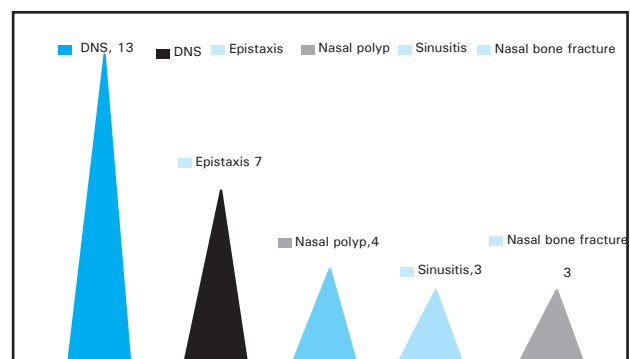 DNS, 13 DNS Epistaxis Nasal polyp Sinusitis Nasal bone fracture
Epistaxis 7
Nasal polyp,4
Nasal bone fracture
Sinusitis,3
3